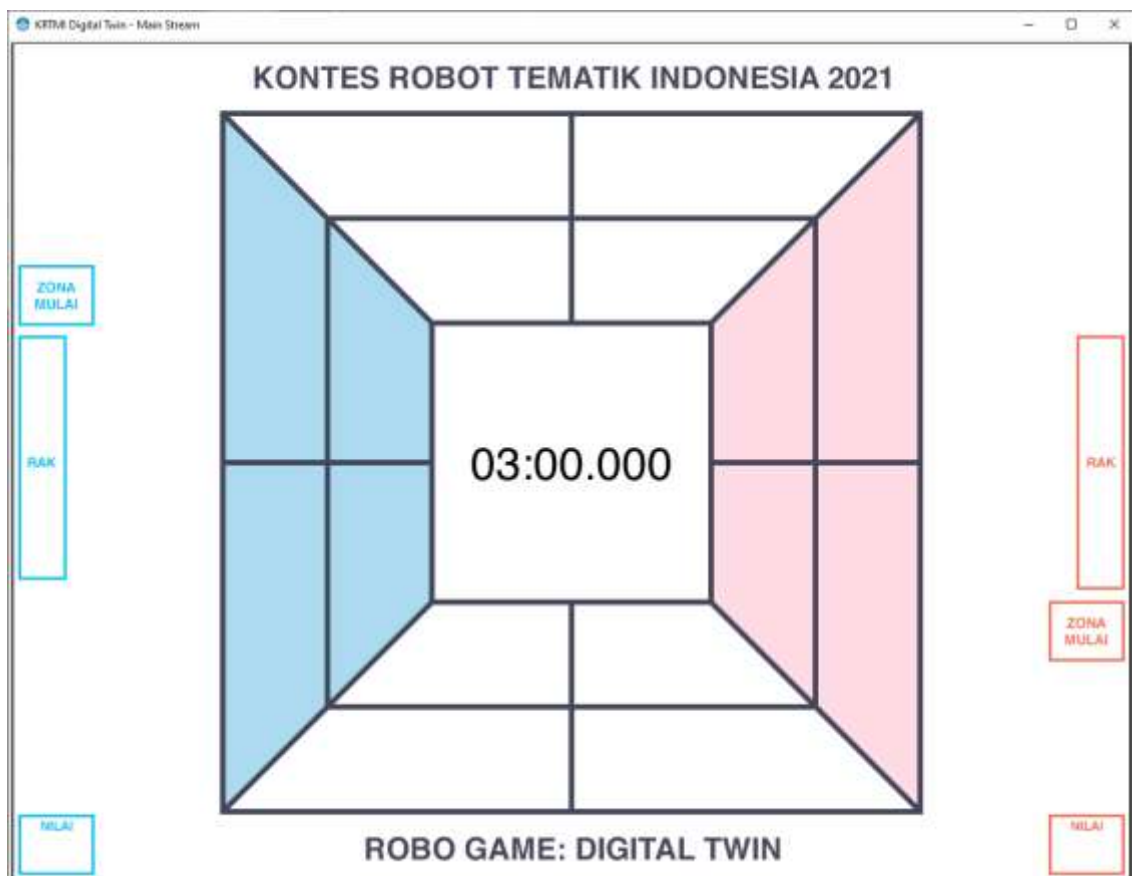 KRTMI Digital Twin - Main Stream
KONTES ROBOT TEMATIK INDONESIA 2021
ZONA
MULAI
RAK
03:00.000
RAK
ZONA
MULAI
NILAI
NILAI
ROBO GAME: DIGITAL TWIN